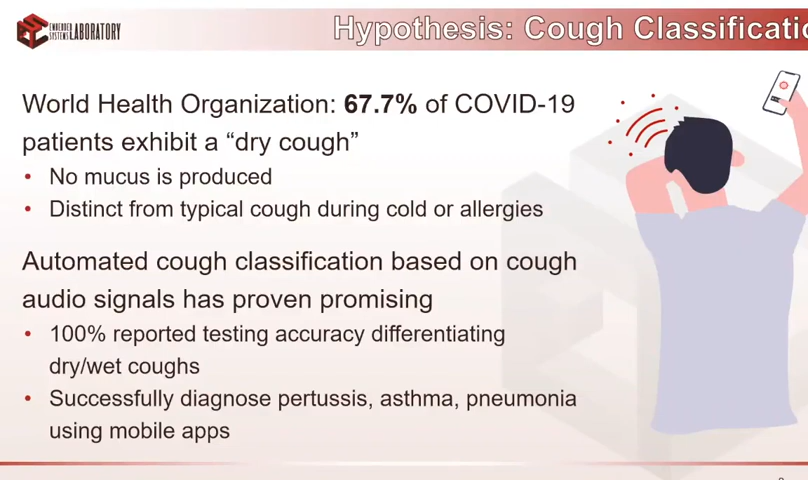 EMBEDDED
SYSTEMS LABORATORY
Hypothesis: Cough Classificatio
World Health Organization: 67.7% of COVID-19
patients exhibit a “dry cough”
• No mucus is produced
• Distinct from typical cough during cold or allergies
Automated cough classification based on cough
audio signals has proven promising
• 100% reported testing accuracy differentiating
dry/wet coughs
• Successfully diagnose pertussis, asthma, pneumonia
using mobile apps